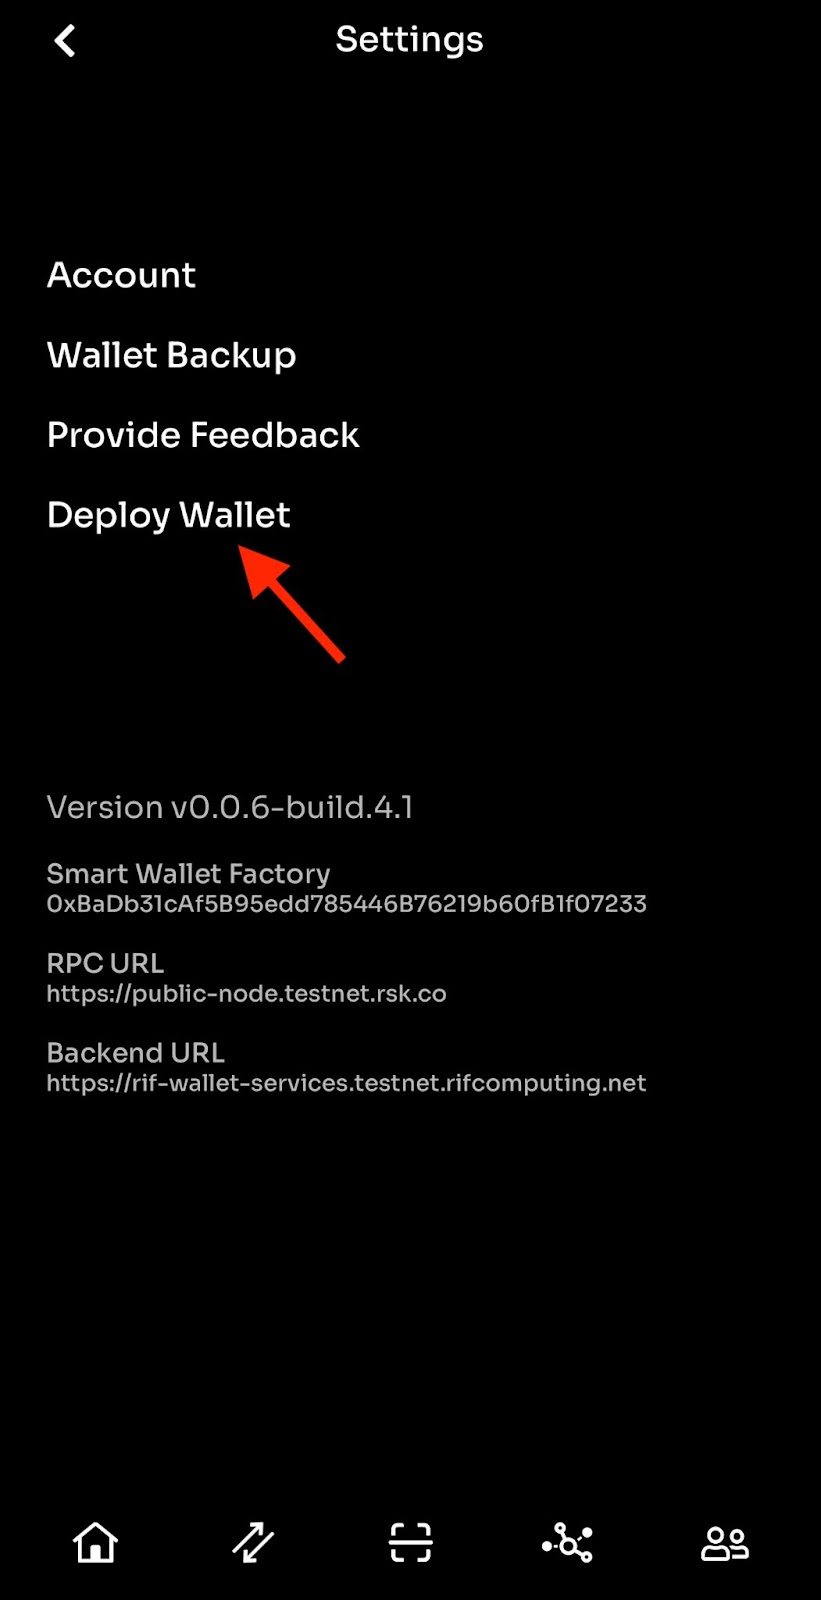 Settings
Account
Wallet Backup
Provide Feedback
Deploy Wallet
Version v0.0.6-build.4.1
Smart Wallet Factory
0xBaDb31cAf5B95edd785446B76219b60fB1f07233
RPC URL
https://public-node.testnet.rsk.co
Backend URL
https://rif-wallet-services.testnet.rifcomputing.net